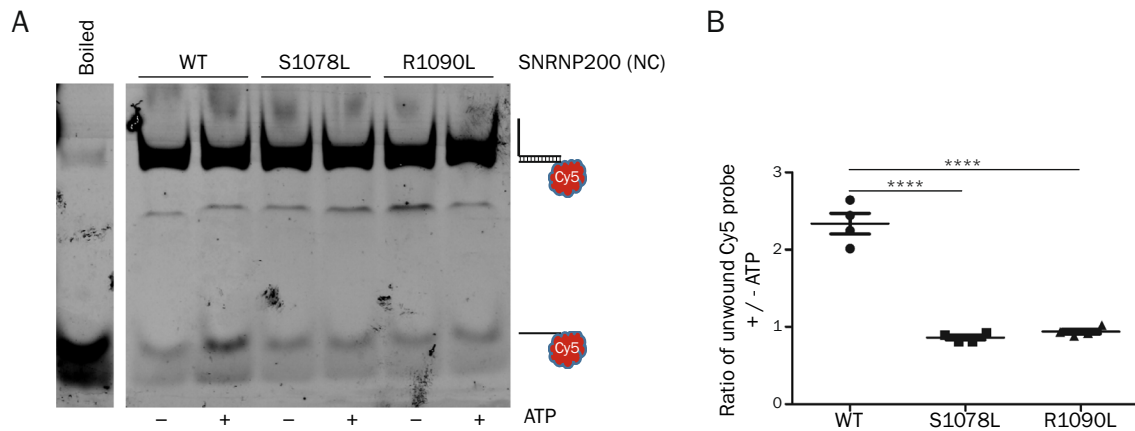 A
Boiled
WT S1078L R1090L SNRNP200 (NC)
Cy5
Cy5
– + – + – + ATP
B
Ratio of unwound Cy5 probe
+ / - ATP
3
2
1
0
****
****
WT S1078L R1090L